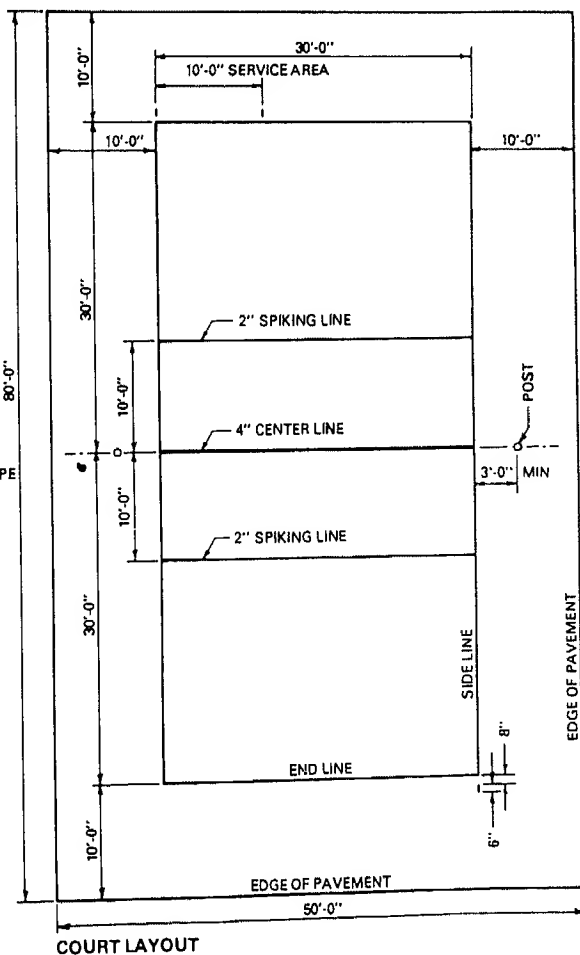 30'-0"
10'-0" SERVICE AREA
10'-0"
10'-0"
10'-0"
30'-0"
80'-0"
2" SPIKING LINE
10'-0"
4" CENTER LINE
POST
3'-0" MIN
PE
10'-0"
2" SPIKING LINE
30'-0"
SIDE LINE
EDGE OF PAVEMENT
END LINE
8"
6"
10'-0"
EDGE OF PAVEMENT
50'-0"
COURT LAYOUT